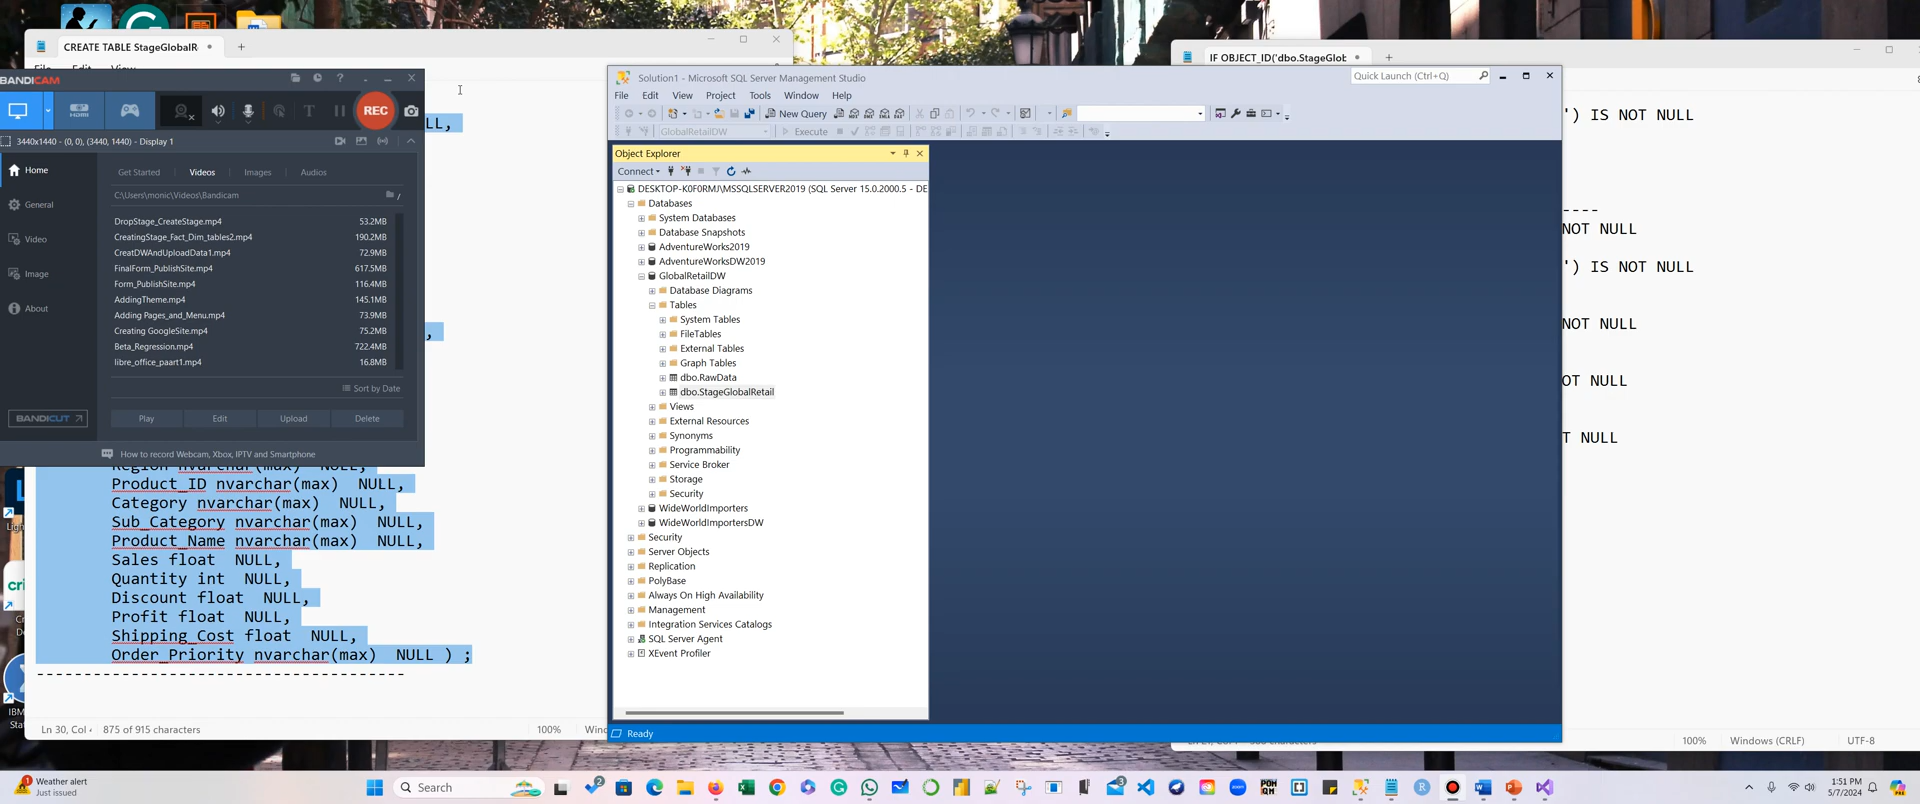 CREATE TABLE StageGlobalR
File Edit View
BANDICAM
REC
3440x1440 - (0, 0), (3440, 1440) - Display 1
Home
General
Video
Image
About
BANDICUT
Get Started Videos Images Audios
C:\Users\monic\Videos\Bandicam
DropStage_CreateStage.mp4 53.2MB
CreatingStage_Fact_Dim_tables2.mp4 190.2MB
CreatDWAndUploadData1.mp4 72.9MB
FinalForm_PublishSite.mp4 617.5MB
Form_PublishSite.mp4 116.4MB
AddingTheme.mp4 145.1MB
Adding Pages_and_Menu.mp4 73.9MB
Creating GoogleSite.mp4 75.2MB
Beta_Regression.mp4 722.4MB
libre_office_paart1.mp4 16.8MB
Sort by Date
Play Edit Upload Delete
How to record Webcam, Xbox, IPTV and Smartphone
LL,
Region nvarchar(max) NULL,
Product_ID nvarchar(max) NULL,
Category nvarchar(max) NULL,
Sub_Category nvarchar(max) NULL,
Product_Name nvarchar(max) NULL,
Sales float NULL,
Quantity int NULL,
Discount float NULL,
Profit float NULL,
Shipping_Cost float NULL,
Order_Priority nvarchar(max) NULL ) ;
---------------------------------------
Ln 30, Col 875 of 915 characters 100% Winc
Solution1 - Microsoft SQL Server Management Studio
Quick Launch (Ctrl+Q)
File Edit View Project Tools Window Help
New Query
GlobalRetailDW Execute
Object Explorer
Connect
DESKTOP-K0F0RMJ\MSSQLSERVER2019 (SQL Server 15.0.2000.5 - DE
Databases
System Databases
Database Snapshots
AdventureWorks2019
AdventureWorksDW2019
GlobalRetailDW
Database Diagrams
Tables
System Tables
FileTables
External Tables
Graph Tables
dbo.RawData
dbo.StageGlobalRetail
Views
External Resources
Synonyms
Programmability
Service Broker
Storage
Security
WideWorldImporters
WideWorldImportersDW
Security
Server Objects
Replication
PolyBase
Always On High Availability
Management
Integration Services Catalogs
SQL Server Agent
XEvent Profiler
Ready
IF OBJECT_ID('dbo.StageGlob
') IS NOT NULL
----
NOT NULL
') IS NOT NULL
NOT NULL
OT NULL
T NULL
100% Windows (CRLF) UTF-8
Weather alert
Just issued
Search
1:51 PM
5/7/2024